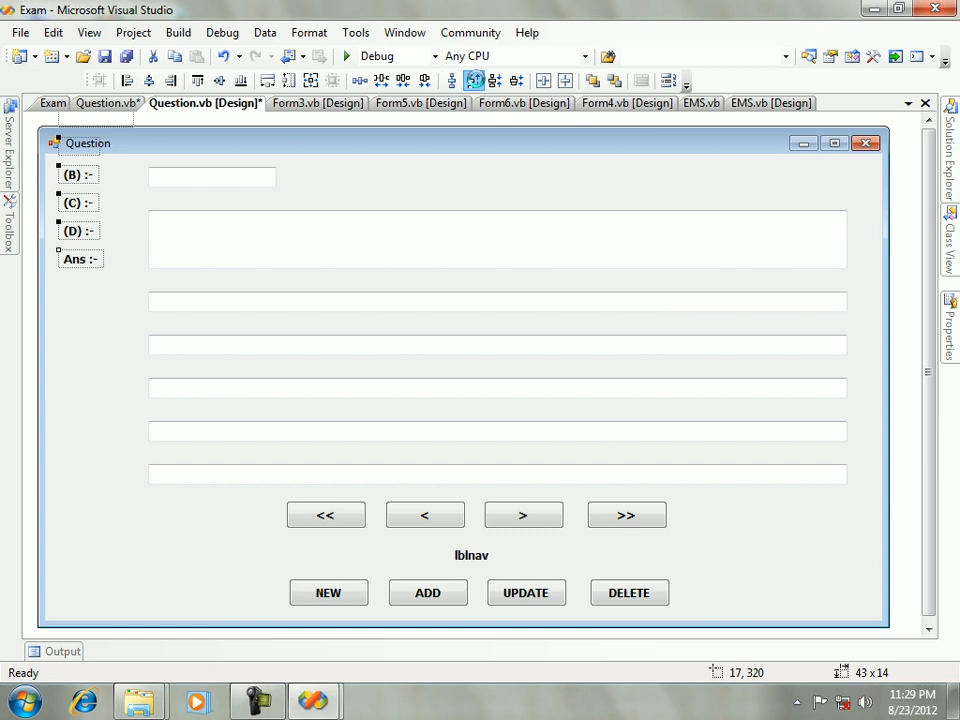 Exam - Microsoft Visual Studio
File Edit View Project Build Debug Data Format Tools Window Community Help
Debug Any CPU
Exam Question.vb* Question.vb [Design]* Form3.vb [Design] Form5.vb [Design] Form6.vb [Design] Form4.vb [Design] EMS.vb EMS.vb [Design]
Server Explorer
Toolbox
Solution Explorer
Class View
Properties
Question
(B) :-
(C) :-
(D) :-
Ans :-
<< < > >>
lblnav
NEW ADD UPDATE DELETE
Output
Ready 17, 320 43 x 14
11:29 PM
8/23/2012